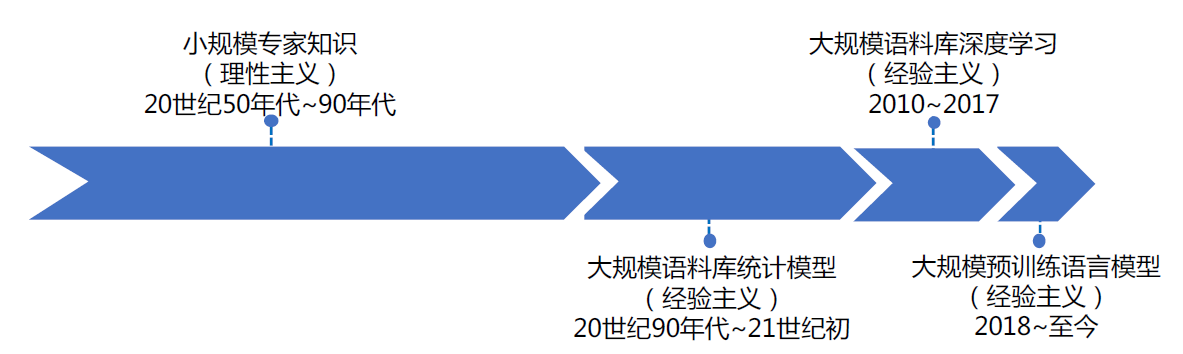 小规模专家知识
（理性主义）
20世纪50年代~90年代
大规模语料库统计模型
（经验主义）
20世纪90年代~21世纪初
大规模语料库深度学习
（经验主义）
2010~2017
大规模预训练语言模型
（经验主义）
2018~至今